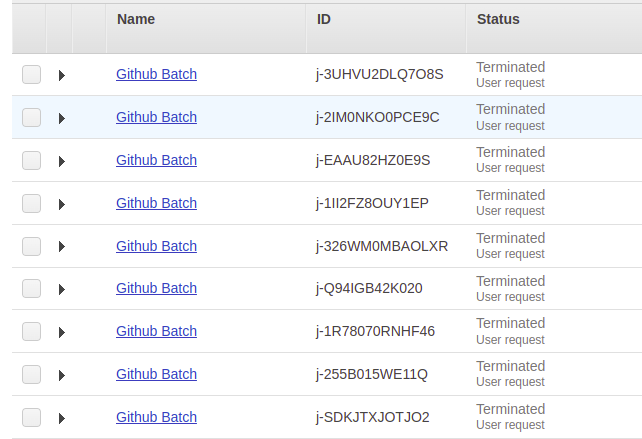 Name ID Status
Github Batch j-3UHVU2DLQ7O8S Terminated
User request
Github Batch j-2IM0NKO0PCE9C Terminated
User request
Github Batch j-EAAU82HZ0E9S Terminated
User request
Github Batch j-1II2FZ8OUY1EP Terminated
User request
Github Batch j-326WM0MBAOLXR Terminated
User request
Github Batch j-Q94IGB42K020 Terminated
User request
Github Batch j-1R78070RNHF46 Terminated
User request
Github Batch j-255B015WE11Q Terminated
User request
Github Batch j-SDKJTXJOTJO2 Terminated
User request